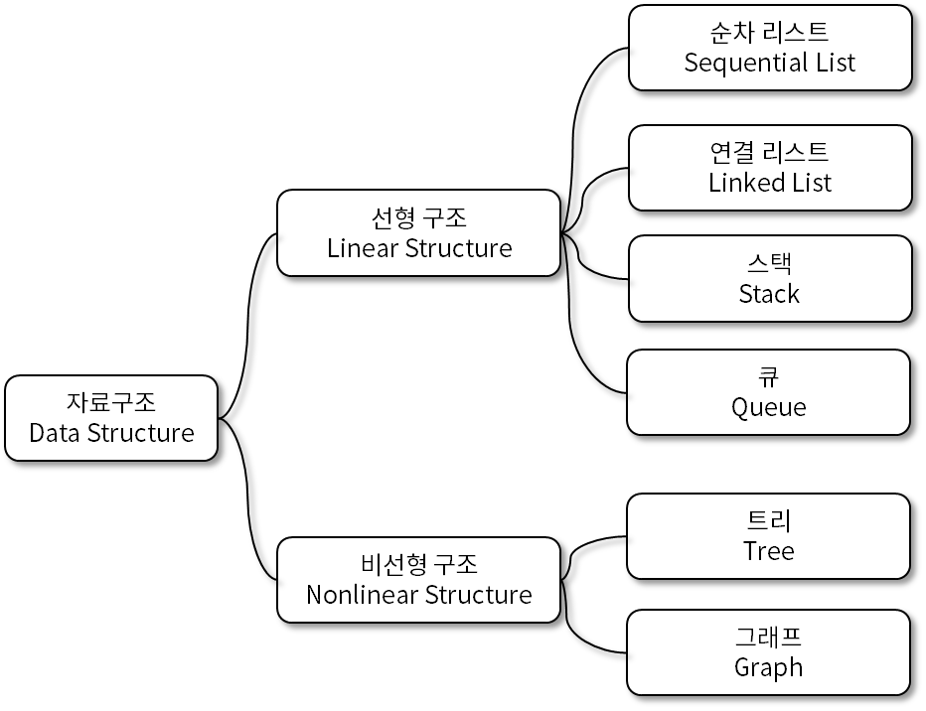 자료구조
Data Structure
선형 구조
Linear Structure
순차 리스트
Sequential List
연결 리스트
Linked List
스택
Stack
큐
Queue
비선형 구조
Nonlinear Structure
트리
Tree
그래프
Graph